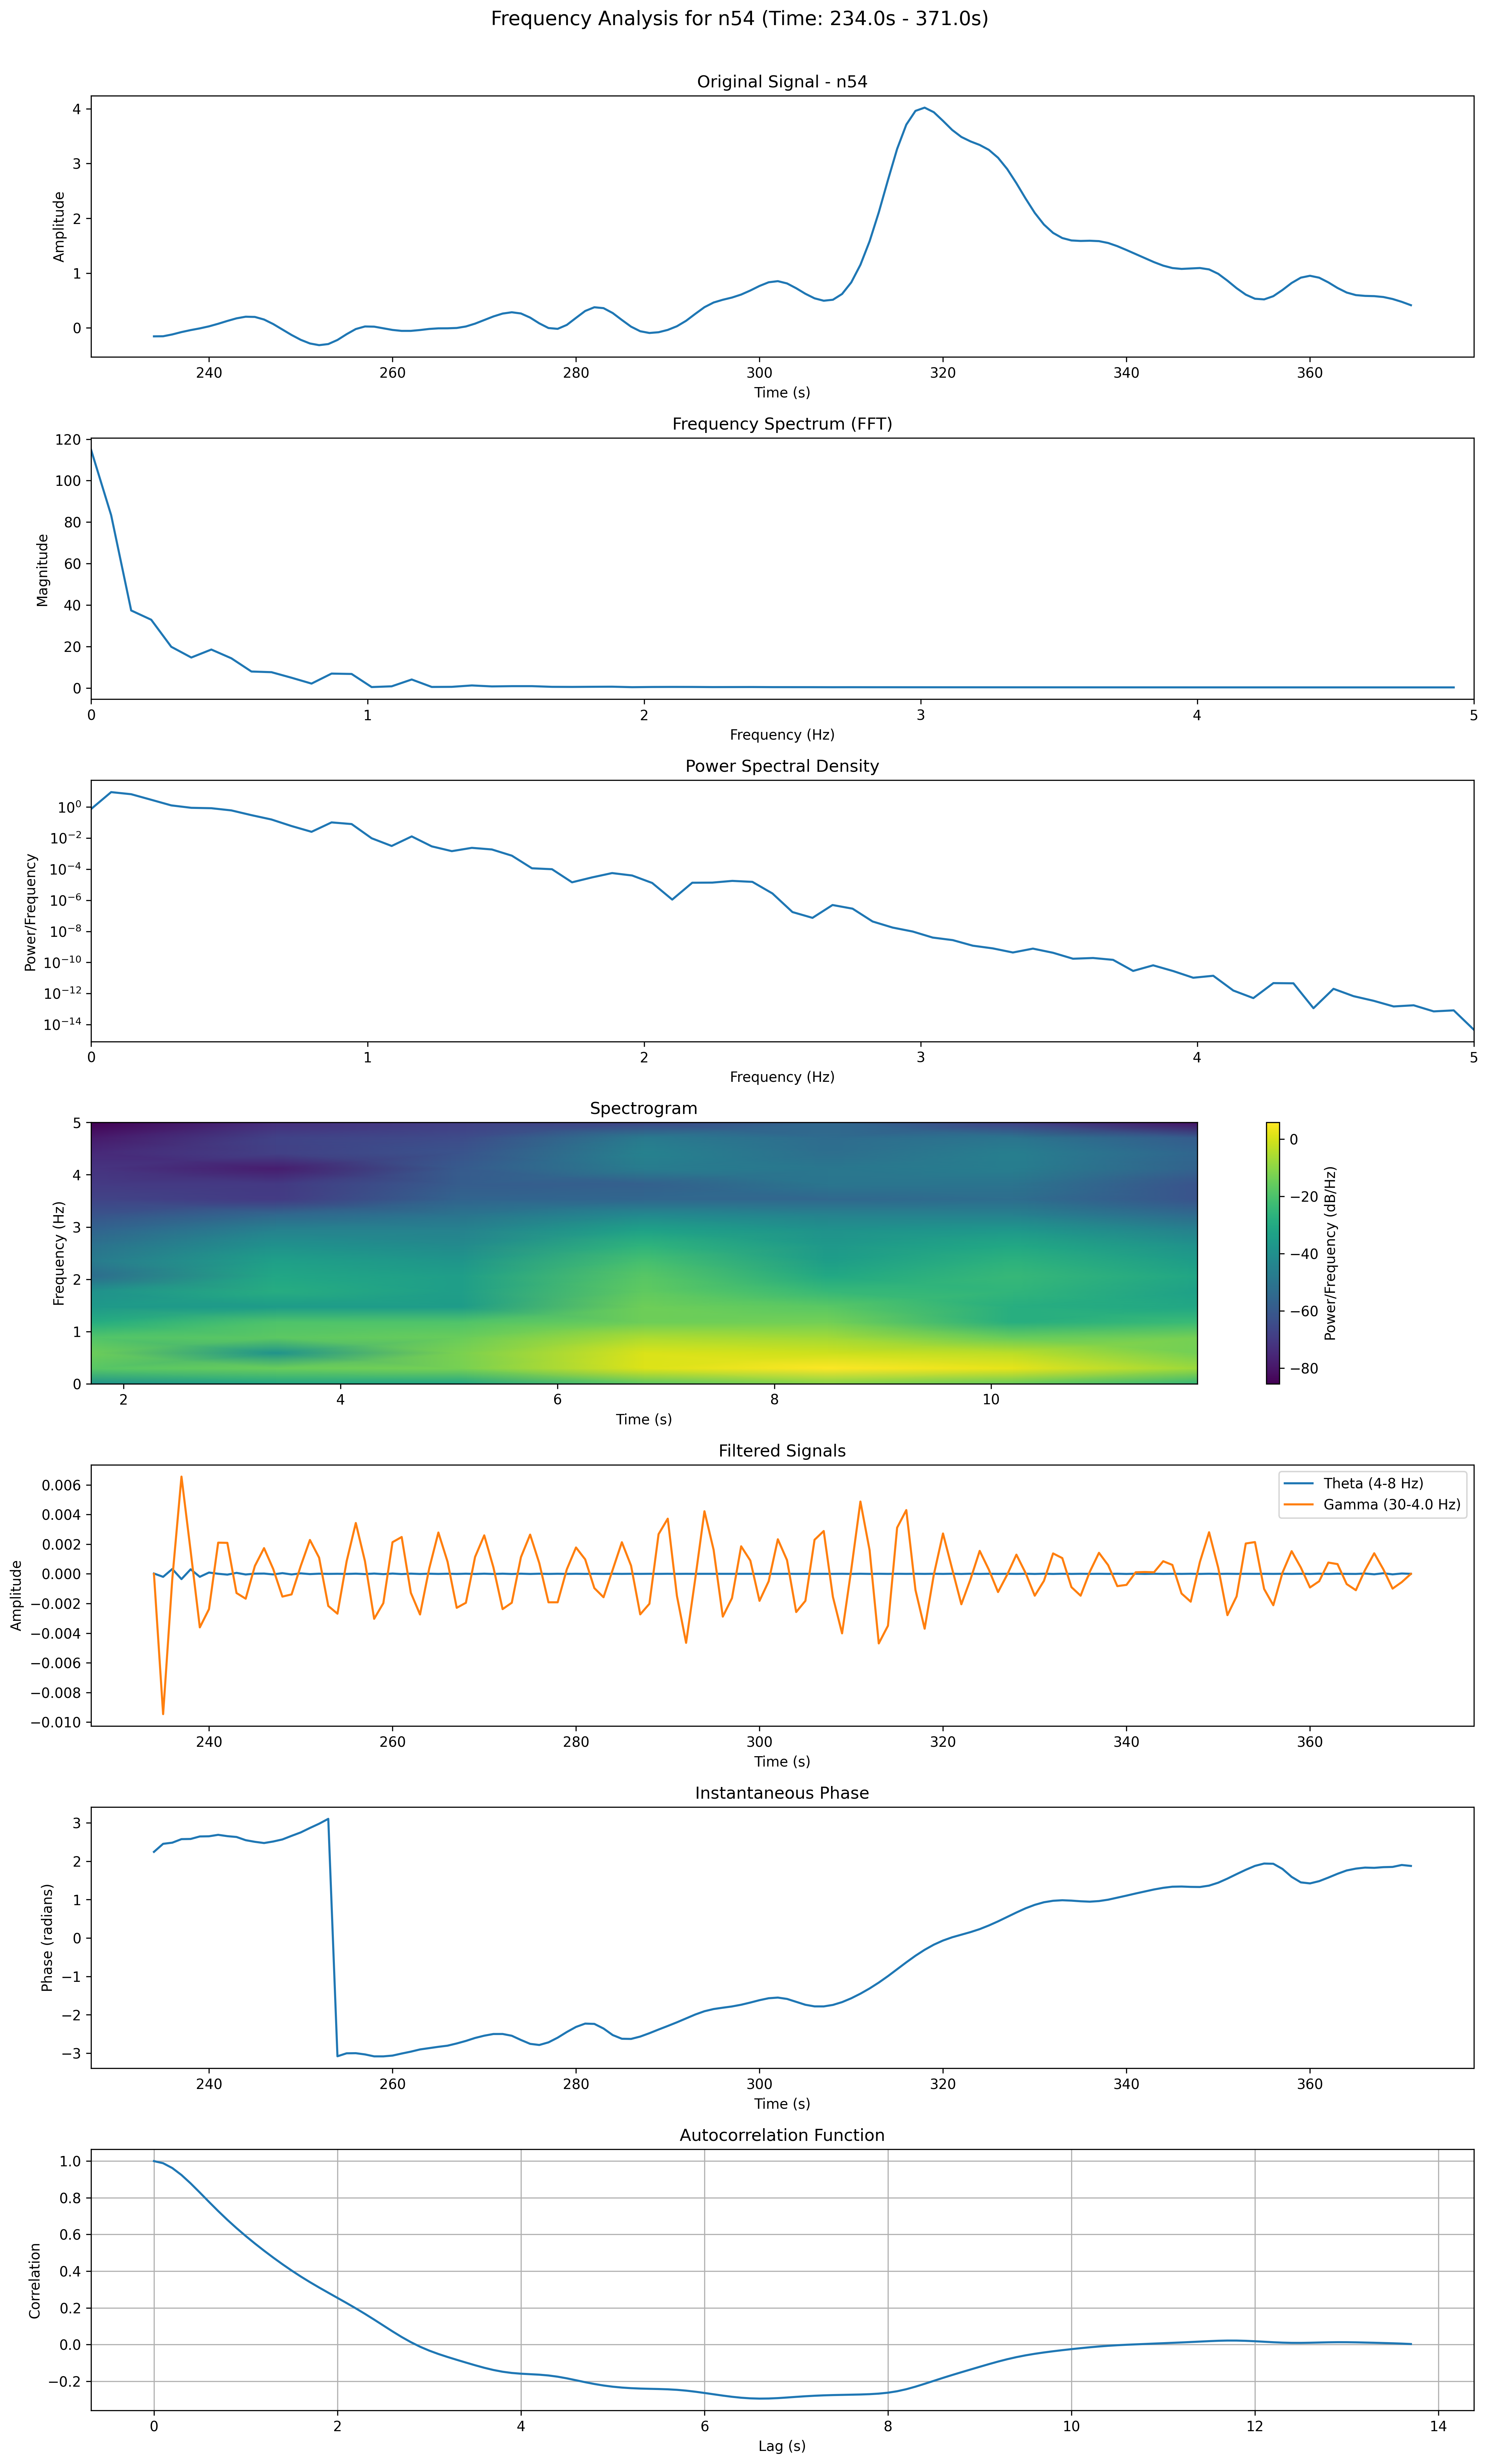 Frequency Analysis for n54 (Time: 234.0s - 371.0s)
Original Signal - n54
Amplitude
4
3
2
1
0
240 260 280 300 320 340 360
Time (s)
Frequency Spectrum (FFT)
Magnitude
120
100
80
60
40
20
0
0 1 2 3 4 5
Frequency (Hz)
Power Spectral Density
Power/Frequency
10⁰
10⁻²
10⁻⁴
10⁻⁶
10⁻⁸
10⁻¹⁰
10⁻¹²
10⁻¹⁴
0 1 2 3 4 5
Frequency (Hz)
Spectrogram
Frequency (Hz)
5
4
3
2
1
0
2 4 6 8 10
Time (s)
0
−20
−40
−60
−80
Power/Frequency (dB/Hz)
Filtered Signals
Amplitude
0.006
0.004
0.002
0.000
−0.002
−0.004
−0.006
−0.008
−0.010
Theta (4-8 Hz)
Gamma (30-4.0 Hz)
240 260 280 300 320 340 360
Time (s)
Instantaneous Phase
Phase (radians)
3
2
1
0
−1
−2
−3
240 260 280 300 320 340 360
Time (s)
Autocorrelation Function
Correlation
1.0
0.8
0.6
0.4
0.2
0.0
−0.2
0 2 4 6 8 10 12 14
Lag (s)